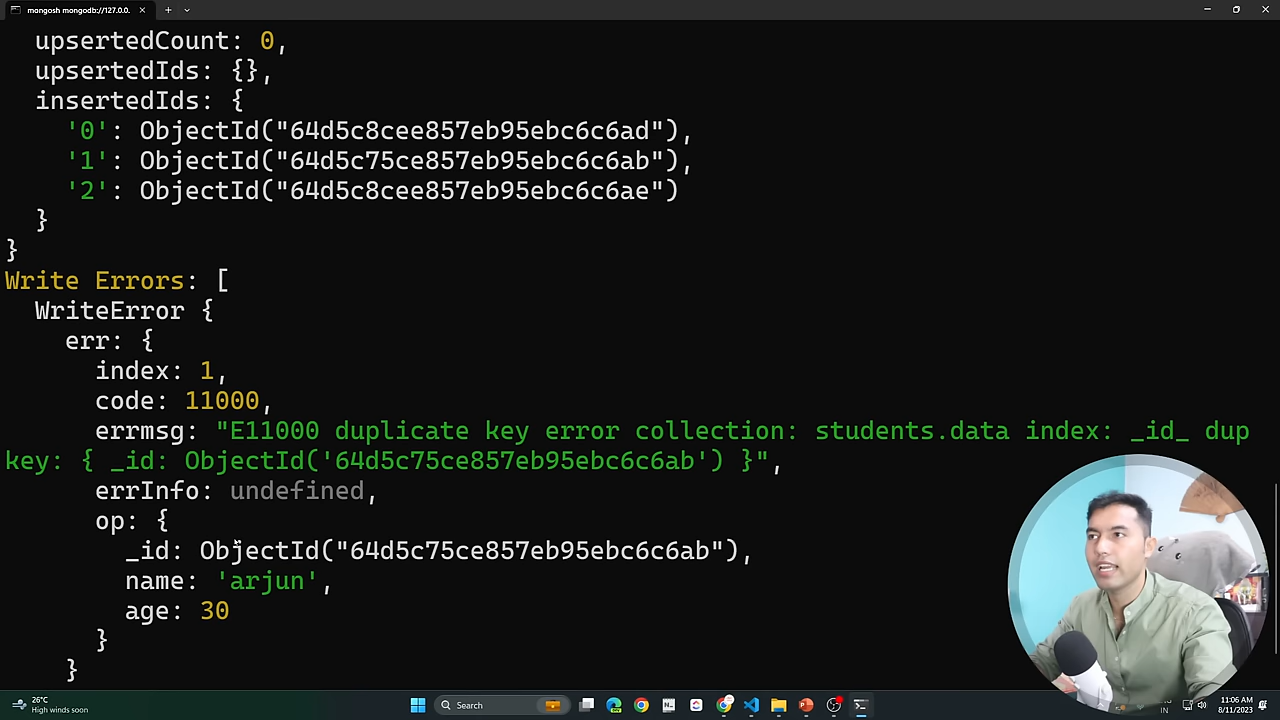 mongosh mongodb://127.0.0.
upsertedCount: 0,
upsertedIds: {},
insertedIds: {
'0': ObjectId("64d5c8cee857eb95ebc6c6ad"),
'1': ObjectId("64d5c75ce857eb95ebc6c6ab"),
'2': ObjectId("64d5c8cee857eb95ebc6c6ae")
}
}
Write Errors: [
WriteError {
err: {
index: 1,
code: 11000,
errmsg: "E11000 duplicate key error collection: students.data index: _id_ dup
key: { _id: ObjectId('64d5c75ce857eb95ebc6c6ab') }",
errInfo: undefined,
op: {
_id: ObjectId("64d5c75ce857eb95ebc6c6ab"),
name: 'arjun',
age: 30
}
}
26°C
High winds soon
Search
IN
11:06 AM
8/11/2023